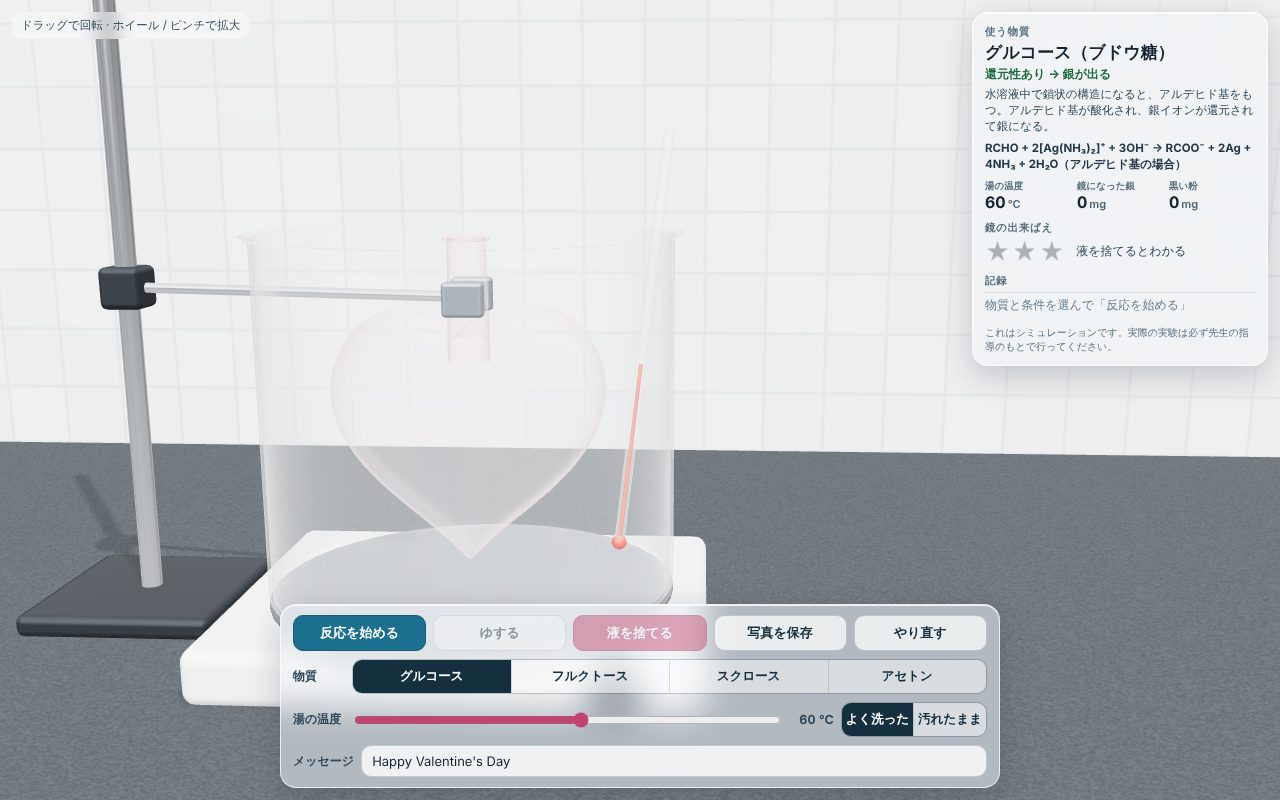 ドラッグで回転 · ホイール / ピンチで拡大
使う物質
グルコース（ブドウ糖）
還元性あり → 銀が出る
水溶液中で鎖状の構造になると、アルデヒド基をも
つ。アルデヒド基が酸化され、銀イオンが還元され
て銀になる。
RCHO + 2[Ag(NH₃)₂]⁺ + 3OH⁻ → RCOO⁻ + 2Ag +
4NH₃ + 2H₂O（アルデヒド基の場合）
湯の温度 鏡になった銀 黒い粉
60 °C 0 mg 0 mg
鏡の出来ばえ
★★★ 液を捨てるとわかる
記録
物質と条件を選んで「反応を始める」
これはシミュレーションです。実際の実験は必ず先生の指
導のもとで行ってください。
反応を始める ゆする 液を捨てる 写真を保存 やり直す
物質 グルコース フルクトース スクロース アセトン
湯の温度 60 °C よく洗った 汚れたまま
メッセージ Happy Valentine's Day